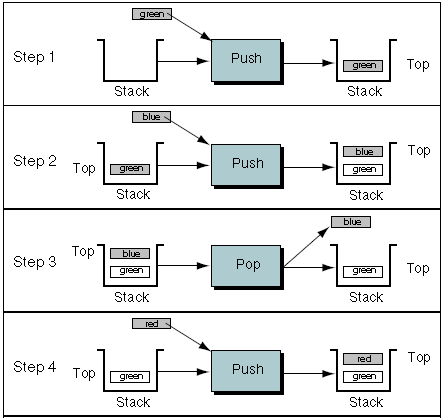 green
Step 1
Push
green
Top
Stack
Stack
blue
Step 2
Top
green
Push
blue
green
Top
Stack
Stack
blue
Step 3
Top
blue
green
Pop
green
Top
Stack
Stack
red
Step 4
Top
green
Push
red
green
Top
Stack
Stack